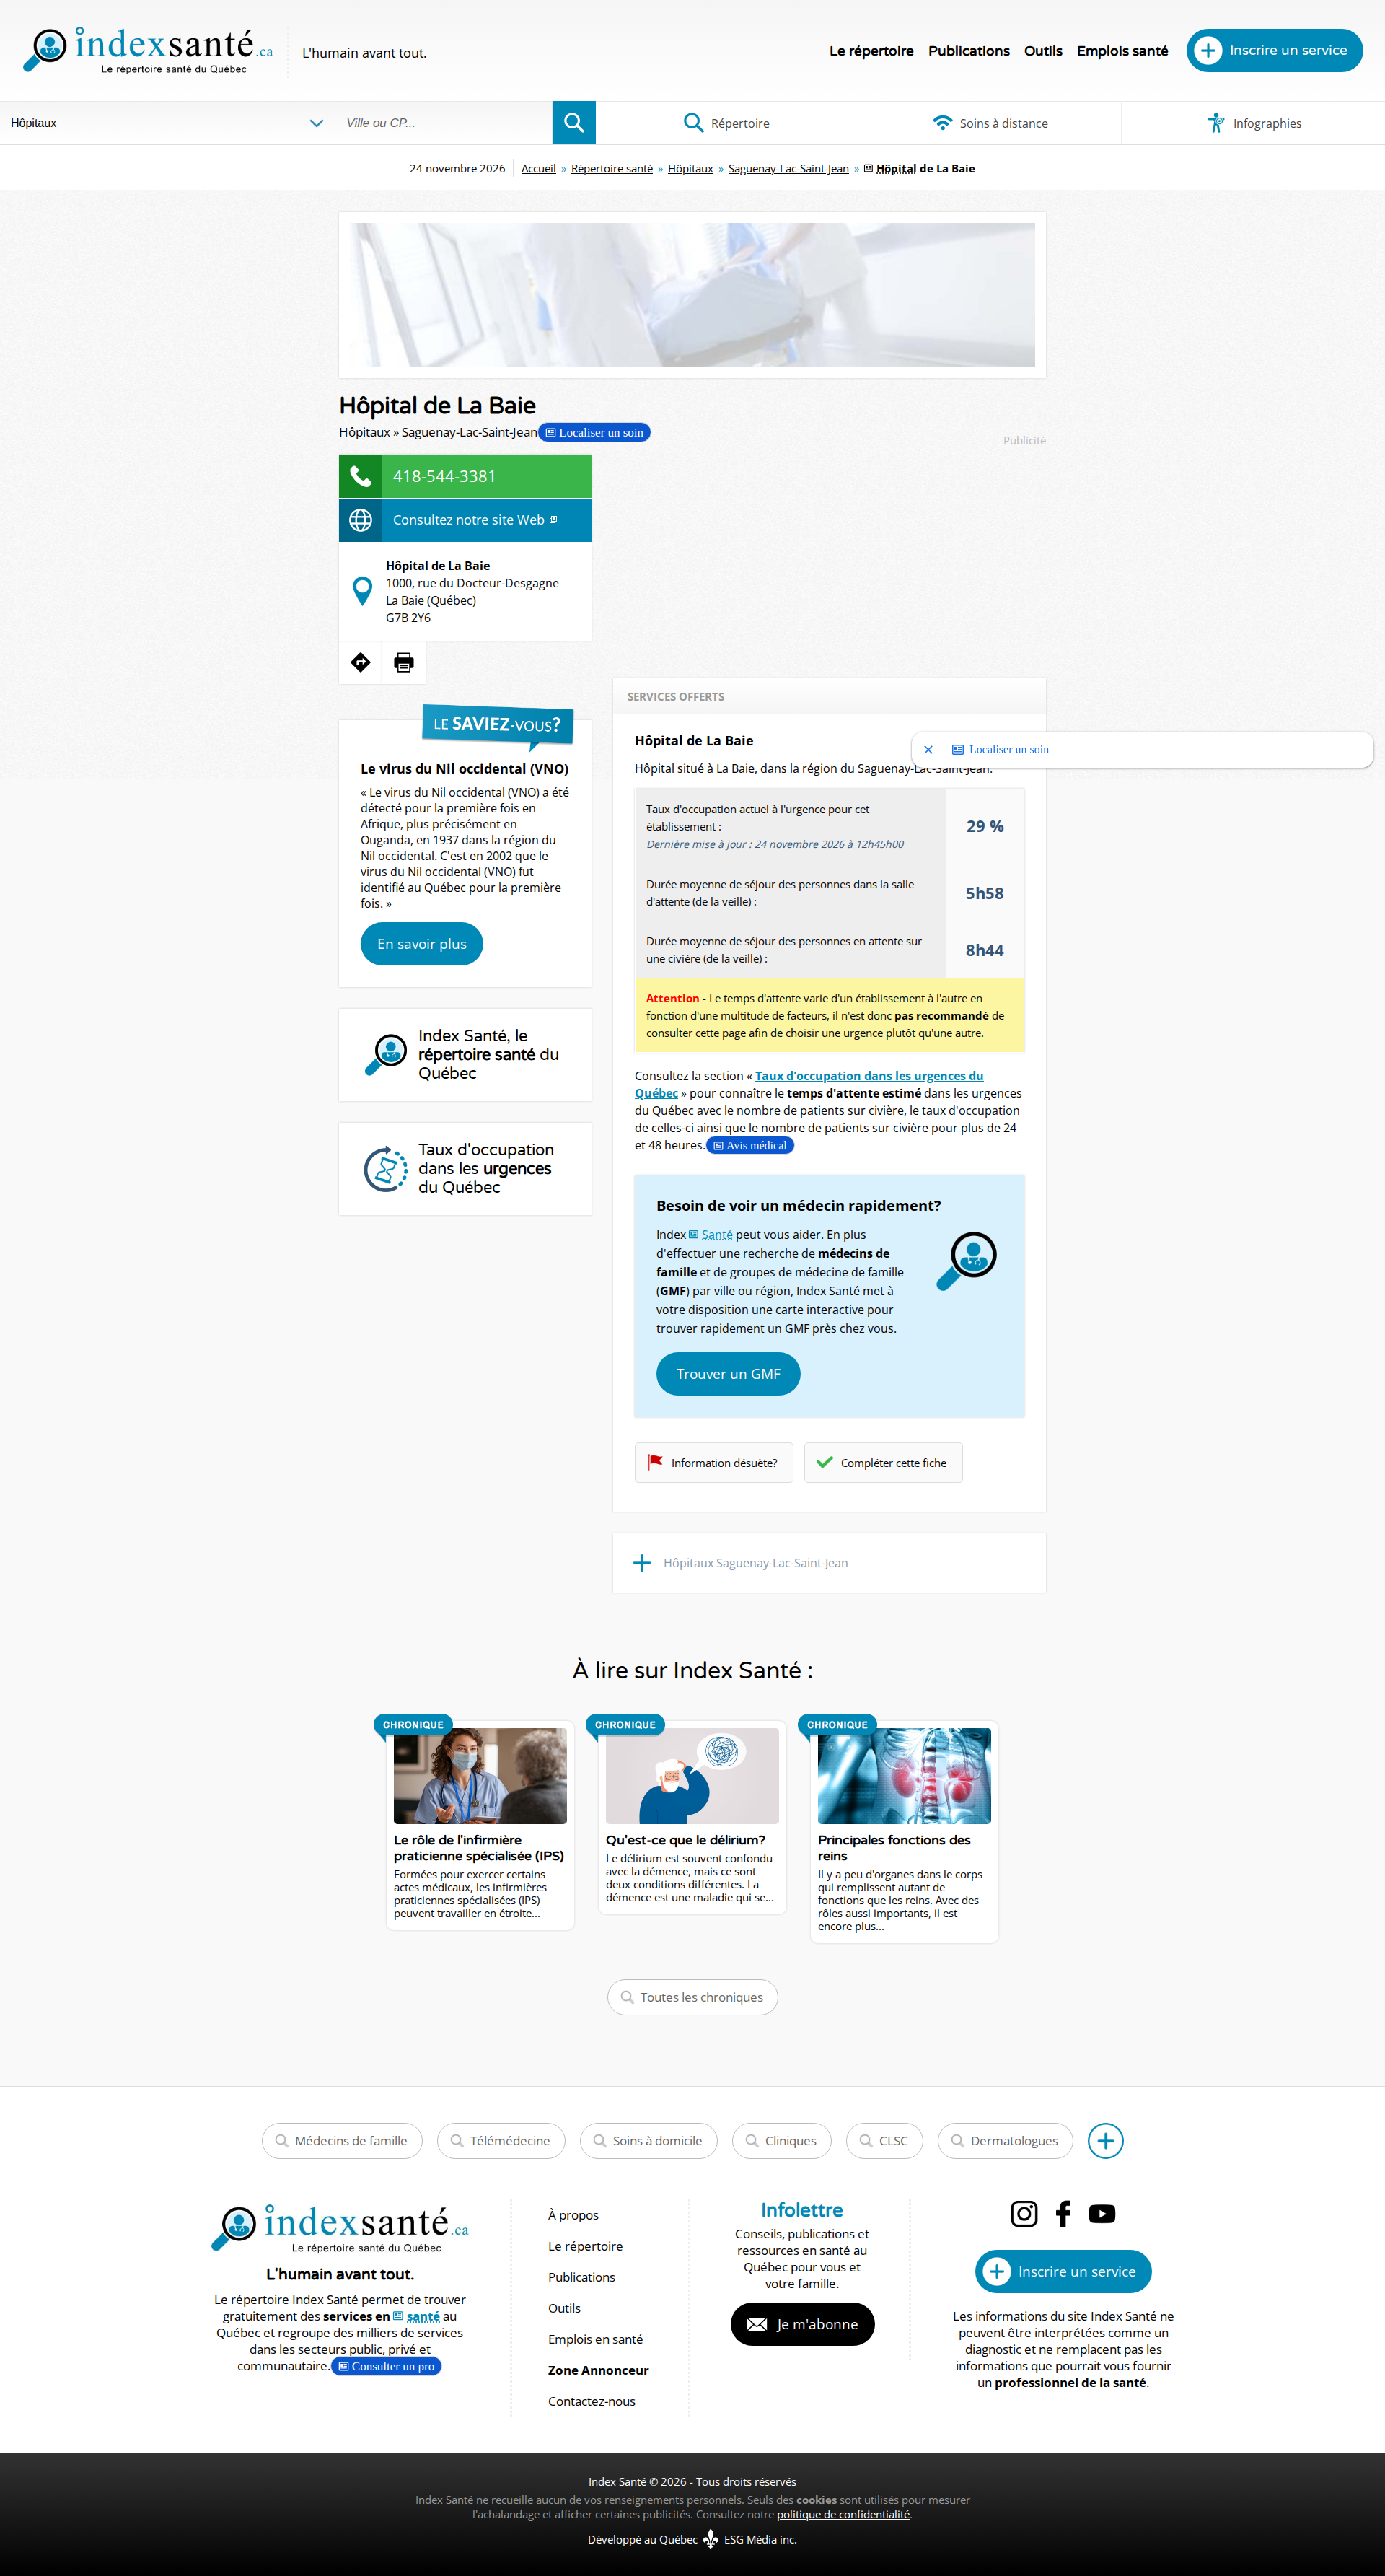 indexsanté.ca
Le répertoire santé du Québec
L'humain avant tout.
Le répertoire
Publications
Outils
Emplois santé
Inscrire un service
Hôpitaux
Ville ou CP...
Répertoire
Soins à distance
Infographies
24 novembre 2026
Accueil » Répertoire santé » Hôpitaux » Saguenay-Lac-Saint-Jean » Hôpital de La Baie
Hôpital de La Baie
Hôpitaux » Saguenay-Lac-Saint-Jean Localiser un soin
Publicité
418-544-3381
Consultez notre site Web
Hôpital de La Baie
1000, rue du Docteur-Desgagne
La Baie (Québec)
G7B 2Y6
LE SAVIEZ-VOUS?
Le virus du Nil occidental (VNO)
« Le virus du Nil occidental (VNO) a été
détecté pour la première fois en
Afrique, plus précisément en
Ouganda, en 1937 dans la région du
Nil occidental. C'est en 2002 que le
virus du Nil occidental (VNO) fut
identifié au Québec pour la première
fois. »
En savoir plus
Index Santé, le
répertoire santé du
Québec
Taux d'occupation
dans les urgences
du Québec
SERVICES OFFERTS
Hôpital de La Baie
Localiser un soin
Hôpital situé à La Baie, dans la région du Saguenay-Lac-Saint-Jean.
Taux d'occupation actuel à l'urgence pour cet
établissement :
Dernière mise à jour : 24 novembre 2026 à 12h45h00
29 %
Durée moyenne de séjour des personnes dans la salle
d'attente (de la veille) :
5h58
Durée moyenne de séjour des personnes en attente sur
une civière (de la veille) :
8h44
Attention - Le temps d'attente varie d'un établissement à l'autre en
fonction d'une multitude de facteurs, il n'est donc pas recommandé de
consulter cette page afin de choisir une urgence plutôt qu'une autre.
Consultez la section « Taux d'occupation dans les urgences du
Québec » pour connaître le temps d'attente estimé dans les urgences
du Québec avec le nombre de patients sur civière, le taux d'occupation
de celles-ci ainsi que le nombre de patients sur civière pour plus de 24
et 48 heures. Avis médical
Besoin de voir un médecin rapidement?
Index Santé peut vous aider. En plus
d'effectuer une recherche de médecins de
famille et de groupes de médecine de famille
(GMF) par ville ou région, Index Santé met à
votre disposition une carte interactive pour
trouver rapidement un GMF près chez vous.
Trouver un GMF
Information désuète?
Compléter cette fiche
Hôpitaux Saguenay-Lac-Saint-Jean
À lire sur Index Santé :
CHRONIQUE
Le rôle de l'infirmière
praticienne spécialisée (IPS)
Formées pour exercer certains
actes médicaux, les infirmières
praticiennes spécialisées (IPS)
peuvent travailler en étroite...
CHRONIQUE
Qu'est-ce que le délirium?
Le délirium est souvent confondu
avec la démence, mais ce sont
deux conditions différentes. La
démence est une maladie qui se...
CHRONIQUE
Principales fonctions des
reins
Il y a peu d'organes dans le corps
qui remplissent autant de
fonctions que les reins. Avec des
rôles aussi importants, il est
encore plus...
Toutes les chroniques
Médecins de famille
Télémédecine
Soins à domicile
Cliniques
CLSC
Dermatologues
indexsanté.ca
Le répertoire santé du Québec
L'humain avant tout.
Le répertoire Index Santé permet de trouver
gratuitement des services en santé au
Québec et regroupe des milliers de services
dans les secteurs public, privé et
communautaire. Consulter un pro
À propos
Le répertoire
Publications
Outils
Emplois en santé
Zone Annonceur
Contactez-nous
Infolettre
Conseils, publications et
ressources en santé au
Québec pour vous et
votre famille.
Je m'abonne
Inscrire un service
Les informations du site Index Santé ne
peuvent être interprétées comme un
diagnostic et ne remplacent pas les
informations que pourrait vous fournir
un professionnel de la santé.
Index Santé © 2026 - Tous droits réservés
Index Santé ne recueille aucun de vos renseignements personnels. Seuls des cookies sont utilisés pour mesurer
l'achalandage et afficher certaines publicités. Consultez notre politique de confidentialité.
Développé au Québec ESG Média inc.